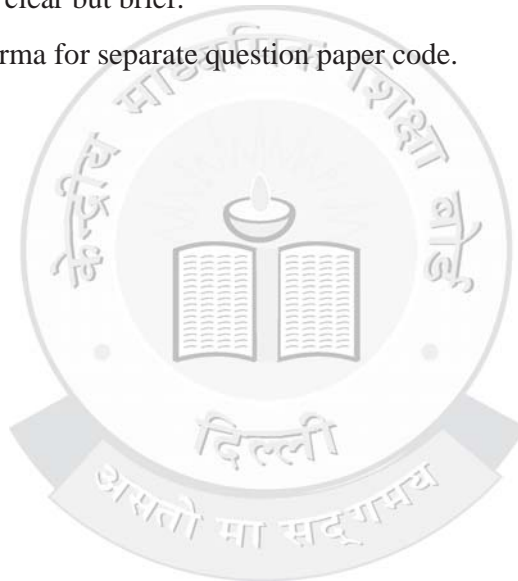 clear but brief.
rma for separate question paper code.
केन्द्रीय माध्यमिक शिक्षा बोर्ड
दिल्ली
असतो मा सद्गमय